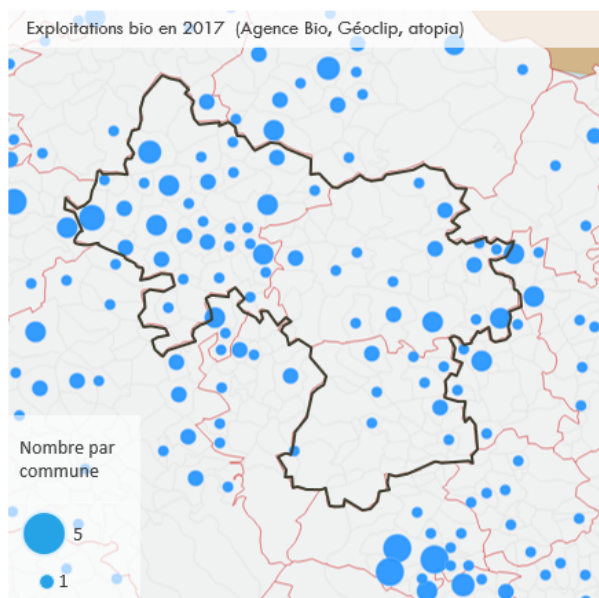 Exploitations bio en 2017 (Agence Bio, Géoclip, atopia)
Nombre par
commune
5
1